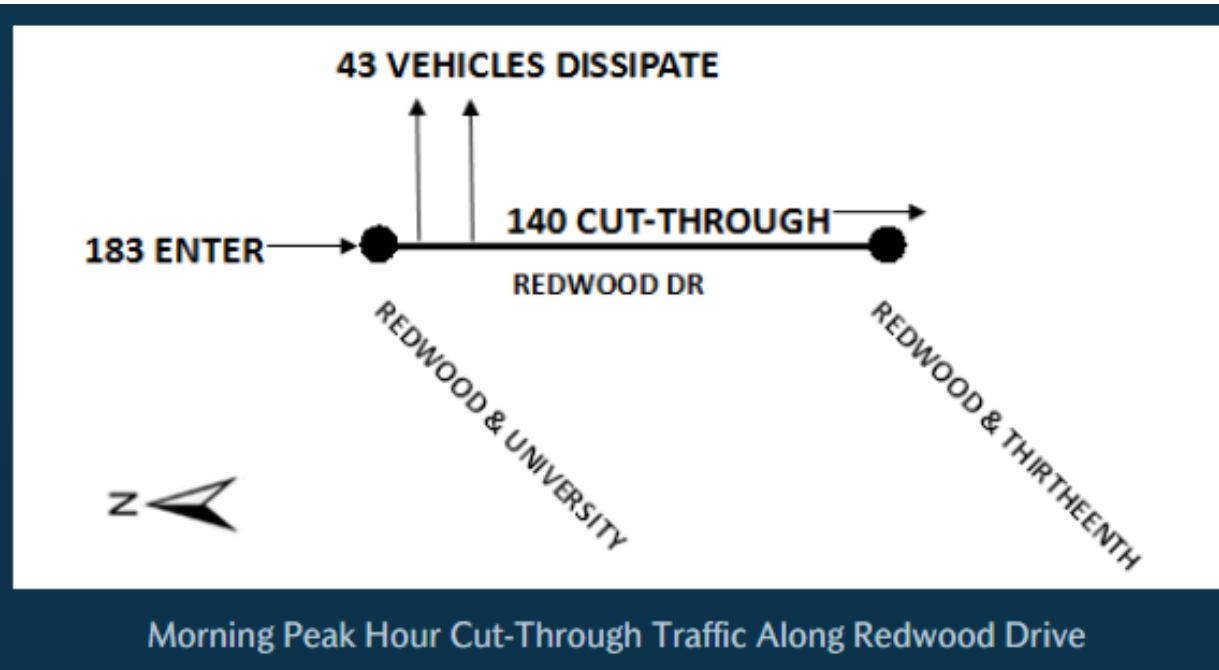 43 VEHICLES DISSIPATE
140 CUT-THROUGH
183 ENTER
REDWOOD DR
REDWOOD & UNIVERSITY
REDWOOD & THIRTHEENTH
N
Morning Peak Hour Cut-Through Traffic Along Redwood Drive